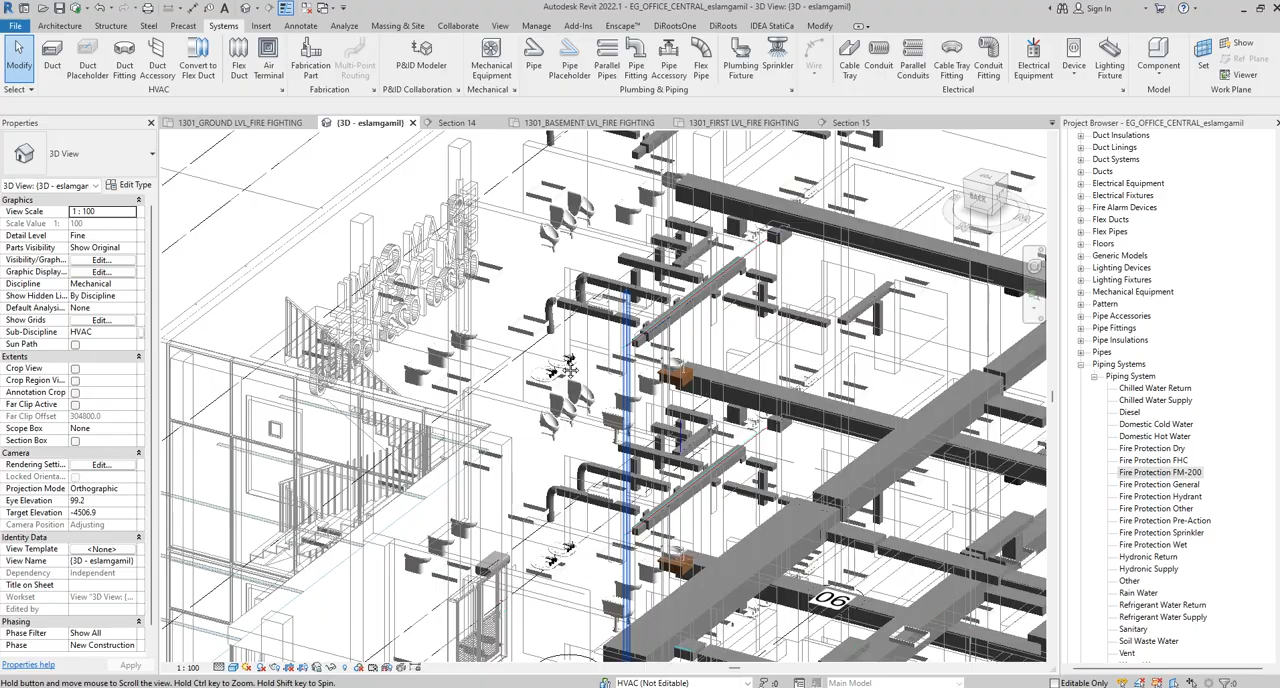 Autodesk Revit 2022.1 - EG_OFFICE_CENTRAL_eslamgamil - 3D View: {3D - eslamgamil}
Sign In
File
Architecture
Structure
Steel
Precast
Systems
Insert
Annotate
Analyze
Massing & Site
Collaborate
View
Manage
Add-Ins
Enscape™
DiRootsOne
DiRoots
IDEA StatiCa
Modify
Modify
Duct
Duct Placeholder
Duct Fitting
Duct Accessory
Convert to Flex Duct
Flex Duct
Air Terminal
Fabrication Part
Multi-Point Routing
P&ID Modeler
Mechanical Equipment
Pipe
Pipe Placeholder
Parallel Pipes
Pipe Fitting
Pipe Accessory
Flex Pipe
Plumbing Fixture
Sprinkler
Wire
Cable Tray
Conduit
Parallel Conduits
Cable Tray Fitting
Conduit Fitting
Electrical Equipment
Device
Lighting Fixture
Component
Set
Show
Ref Plane
Viewer
Select
HVAC
Fabrication
P&ID Collaboration
Mechanical
Plumbing & Piping
Electrical
Model
Work Plane
Properties
1301_GROUND LVL_FIRE FIGHTING
{3D - eslamgamil}
Section 14
1301_BASEMENT LVL_FIRE FIGHTING
1301_FIRST LVL_FIRE FIGHTING
Section 15
Project Browser - EG_OFFICE_CENTRAL_eslamgamil
3D View
3D View: {3D - eslamgar
Edit Type
Graphics
View Scale 1 : 100
Scale Value 1: 100
Detail Level Fine
Parts Visibility Show Original
Visibility/Graph... Edit...
Graphic Display... Edit...
Discipline Mechanical
Show Hidden Li... By Discipline
Default Analysi... None
Show Grids Edit...
Sub-Discipline HVAC
Sun Path
Extents
Crop View
Crop Region Vi...
Annotation Crop
Far Clip Active
Far Clip Offset 304800.0
Scope Box None
Section Box
Camera
Rendering Setti... Edit...
Locked Orienta...
Projection Mode Orthographic
Eye Elevation 99.2
Target Elevation -4506.9
Camera Position Adjusting
Identity Data
View Template <None>
View Name {3D - eslamgamil}
Dependency Independent
Title on Sheet
Workset View "3D View: {...
Edited by
Phasing
Phase Filter Show All
Phase New Construction
Properties help
Apply
BACK
06
Duct Insulations
Duct Linings
Duct Systems
Ducts
Electrical Equipment
Electrical Fixtures
Fire Alarm Devices
Flex Ducts
Flex Pipes
Floors
Generic Models
Lighting Devices
Lighting Fixtures
Mechanical Equipment
Pattern
Pipe Accessories
Pipe Fittings
Pipe Insulations
Pipes
Piping Systems
Piping System
Chilled Water Return
Chilled Water Supply
Diesel
Domestic Cold Water
Domestic Hot Water
Fire Protection Dry
Fire Protection FHC
Fire Protection FM-200
Fire Protection General
Fire Protection Hydrant
Fire Protection Other
Fire Protection Pre-Action
Fire Protection Sprinkler
Fire Protection Wet
Hydronic Return
Hydronic Supply
Other
Rain Water
Refrigerant Water Return
Refrigerant Water Supply
Sanitary
Soil Waste Water
Vent
1 : 100
Hold button and move mouse to Scroll the view. Hold Ctrl key to Zoom. Hold Shift key to Spin.
HVAC (Not Editable)
:0
Main Model
Editable Only
:0